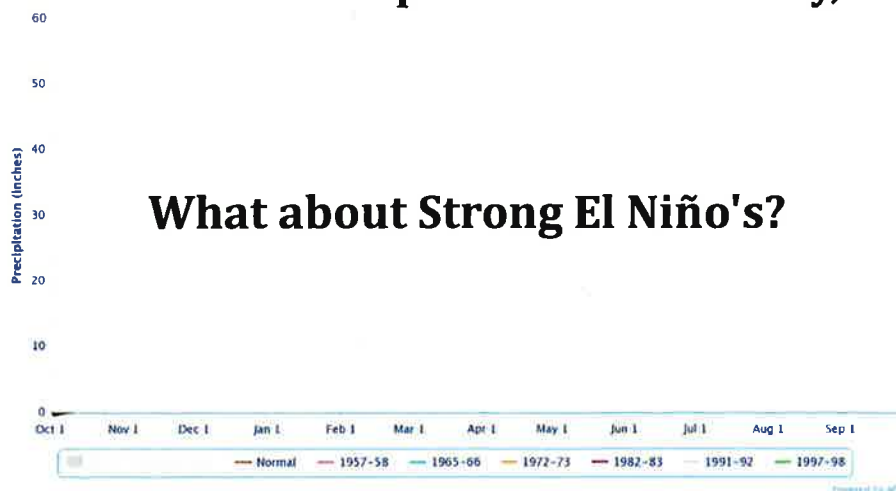 60
50
40
Precipitation (Inches)
What about Strong El Niño's?
30
20
10
0
Oct 1 Nov 1 Dec 1 Jan 1 Feb 1 Mar 1 Apr 1 May 1 Jun 1 Jul 1 Aug 1 Sep 1
Normal 1957-58 1965-66 1972-73 1982-83 1991-92 1997-98